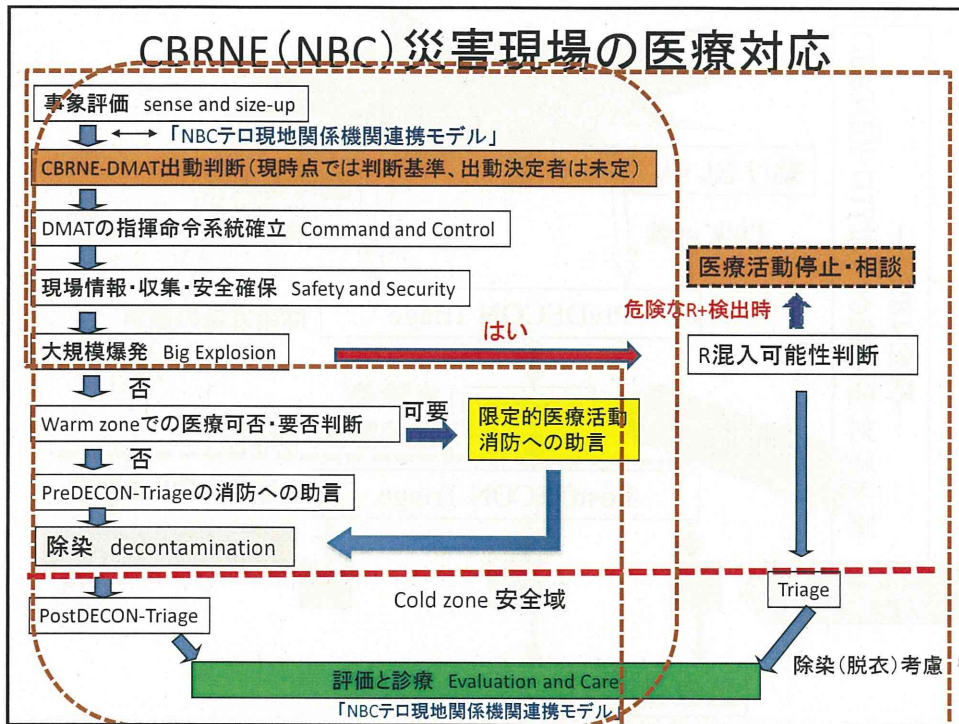 CBRNE(NBC)災害現場の医療対応
事象評価 sense and size-up
「NBCテロ現地関係機関連携モデル」
CBRNE-DMAT出動判断(現時点では判断基準、出動決定者は未定)
DMATの指揮命令系統確立 Command and Control
現場情報・収集・安全確保 Safety and Security
大規模爆発 Big Explosion
はい
医療活動停止・相談
危険なR+検出時
R混入可能性判断
否
Warm zoneでの医療可否・要否判断
可要
限定的医療活動
消防への助言
否
PreDECON-Triageの消防への助言
除染 decontamination
Cold zone 安全域
PostDECON-Triage
Triage
除染(脱衣)考慮
評価と診療 Evaluation and Care
「NBCテロ現地関係機関連携モデル」